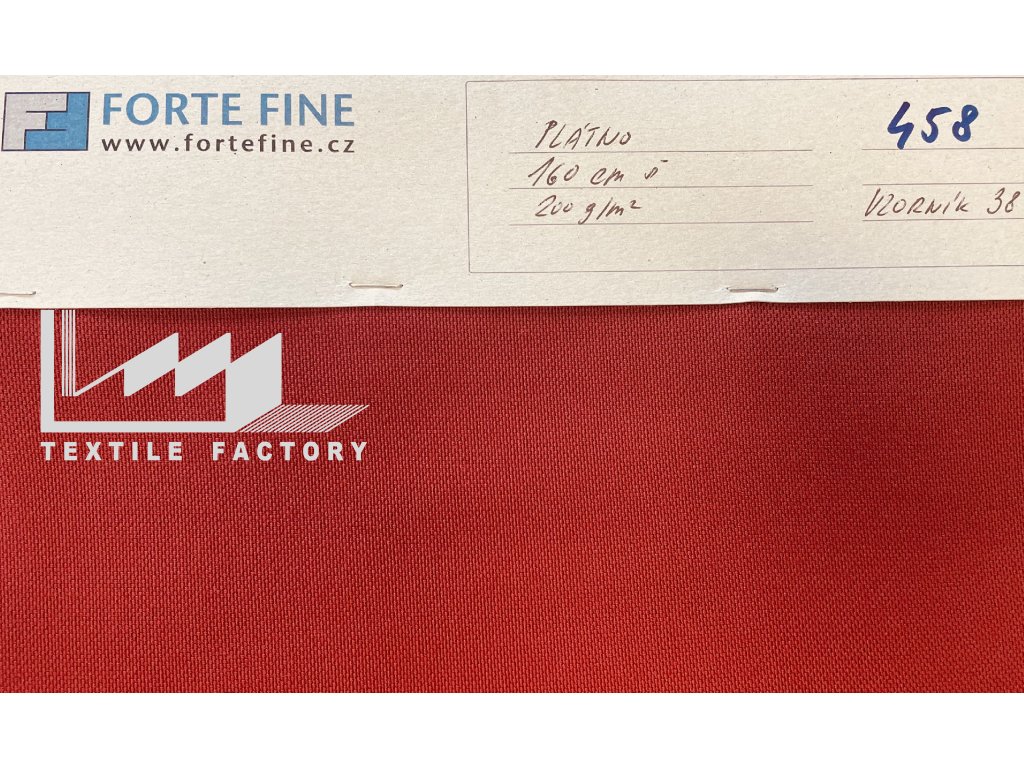 FORTE FINE
www.fortefine.cz
PLÁTNO
160 cm š
200 g/m²
458
VZORNÍK 38
TEXTILE FACTORY